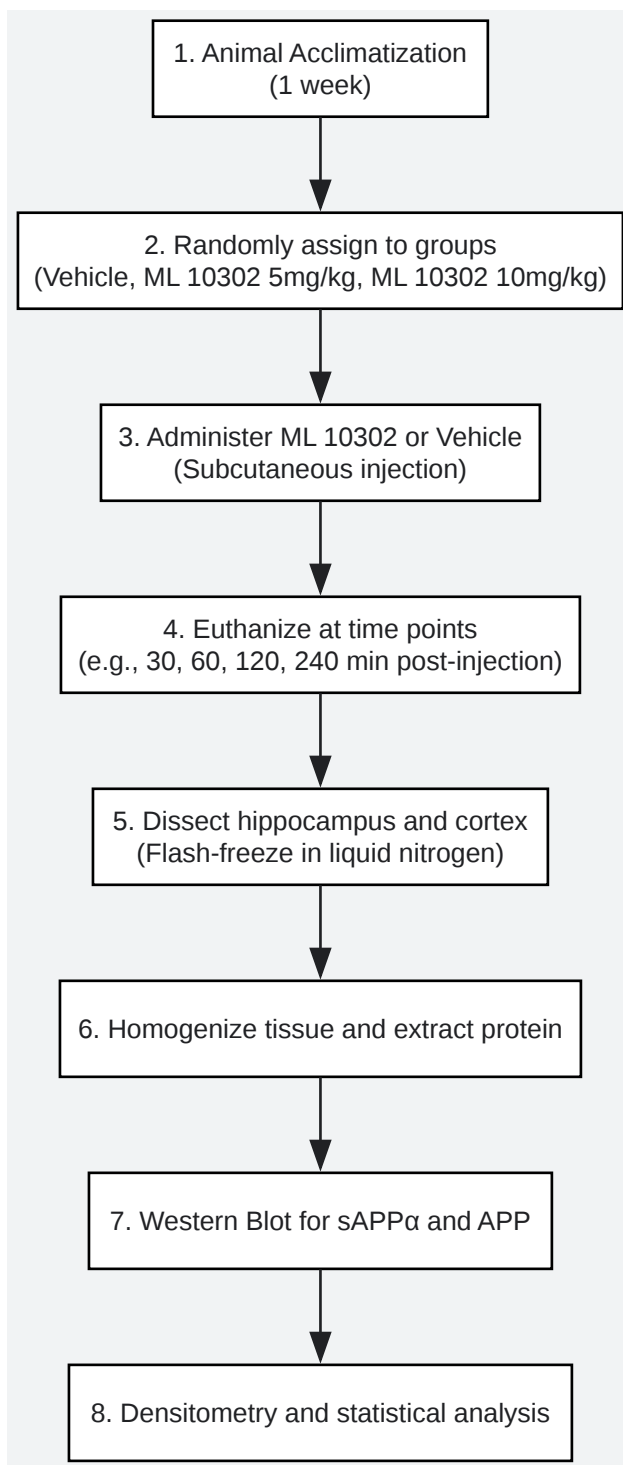 1. Animal Acclimatization
(1 week)
2. Randomly assign to groups
(Vehicle, ML 10302 5mg/kg, ML 10302 10mg/kg)
3. Administer ML 10302 or Vehicle
(Subcutaneous injection)
4. Euthanize at time points
(e.g., 30, 60, 120, 240 min post-injection)
5. Dissect hippocampus and cortex
(Flash-freeze in liquid nitrogen)
6. Homogenize tissue and extract protein
7. Western Blot for sAPPα and APP
8. Densitometry and statistical analysis